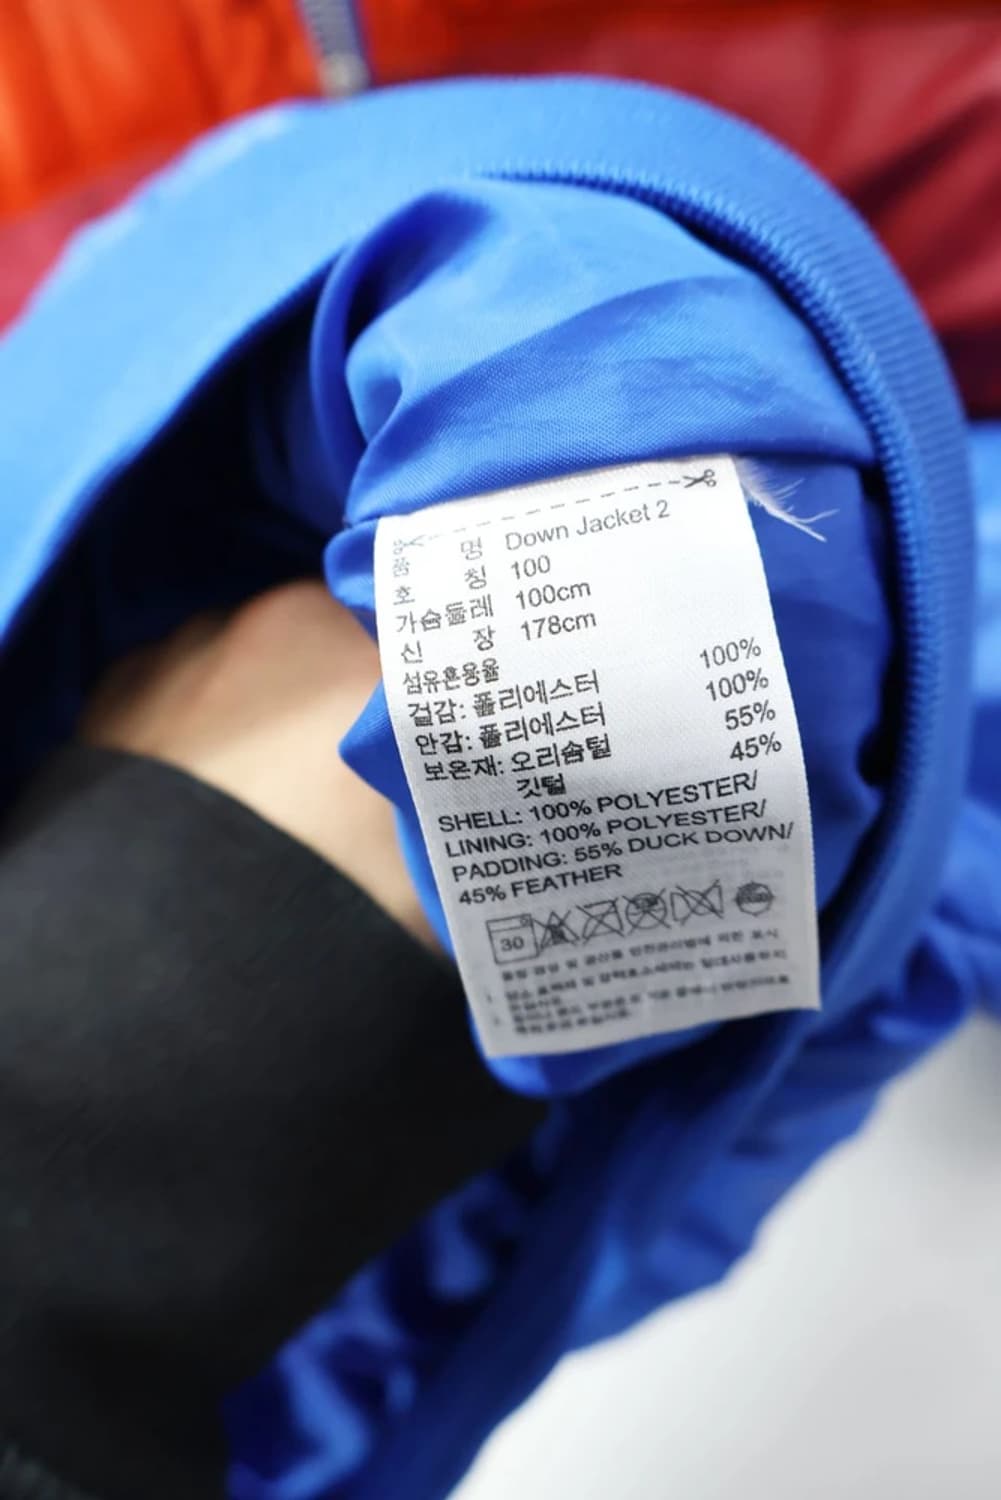 품 명 Down Jacket 2
호 칭 100
가슴둘레 100cm
신 장 178cm
섬유혼용율
겉감: 폴리에스터 100%
안감: 폴리에스터 100%
보온재: 오리솜털 55%
깃털 45%
SHELL: 100% POLYESTER/
LINING: 100% POLYESTER/
PADDING: 55% DUCK DOWN/
45% FEATHER
30